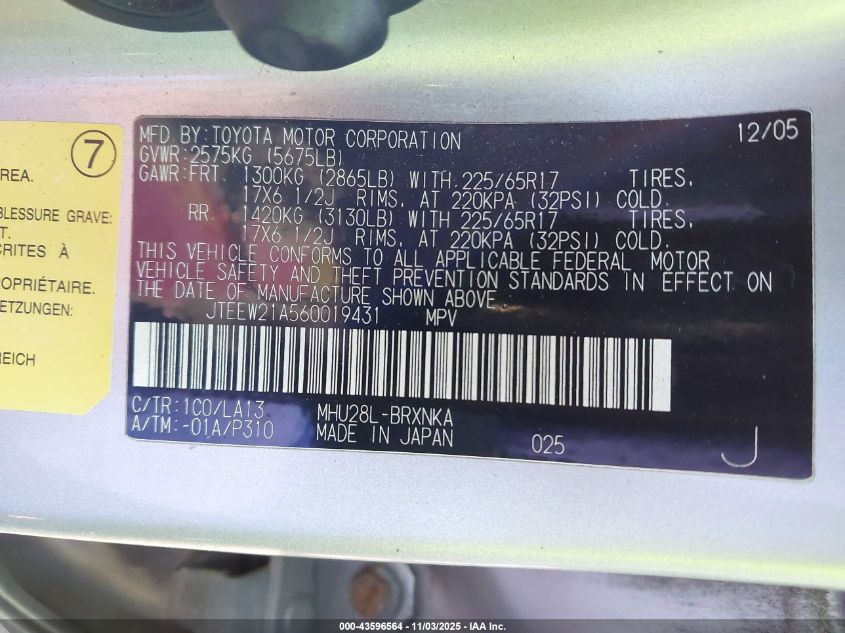 7
REA.
BLESSURE GRAVE:
T.
CRITES À
PROPRIÉTAIRE.
ETZUNGEN:
REICH
MFD BY:TOYOTA MOTOR CORPORATION 12/05
GVWR:2575KG (5675LB)
GAWR:FRT. 1300KG (2865LB) WITH 225/65R17 TIRES,
17X6 1/2J RIMS, AT 220KPA (32PSI) COLD.
RR. 1420KG (3130LB) WITH 225/65R17 TIRES,
17X6 1/2J RIMS, AT 220KPA (32PSI) COLD.
THIS VEHICLE CONFORMS TO ALL APPLICABLE FEDERAL MOTOR
VEHICLE SAFETY AND THEFT PREVENTION STANDARDS IN EFFECT ON
THE DATE OF MANUFACTURE SHOWN ABOVE
JTEEW21A560019431 MPV
C/TR:1C0/LA13 MHU28L-BRXNKA
A/TM:-01A/P310 MADE IN JAPAN 025 J
000-43596564 - 11/03/2025 - IAA Inc.